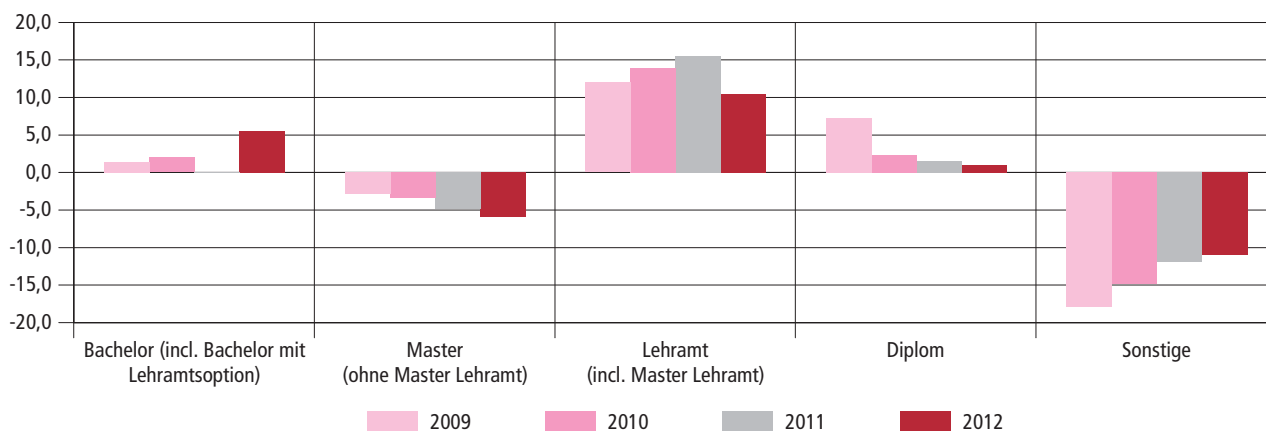 20,0
15,0
10,0
5,0
0,0
-5,0
-10,0
-15,0
-20,0
Bachelor (incl. Bachelor mit
Lehramtsoption)
Master
(ohne Master Lehramt)
Lehramt
(incl. Master Lehramt)
Diplom
Sonstige
2009
2010
2011
2012